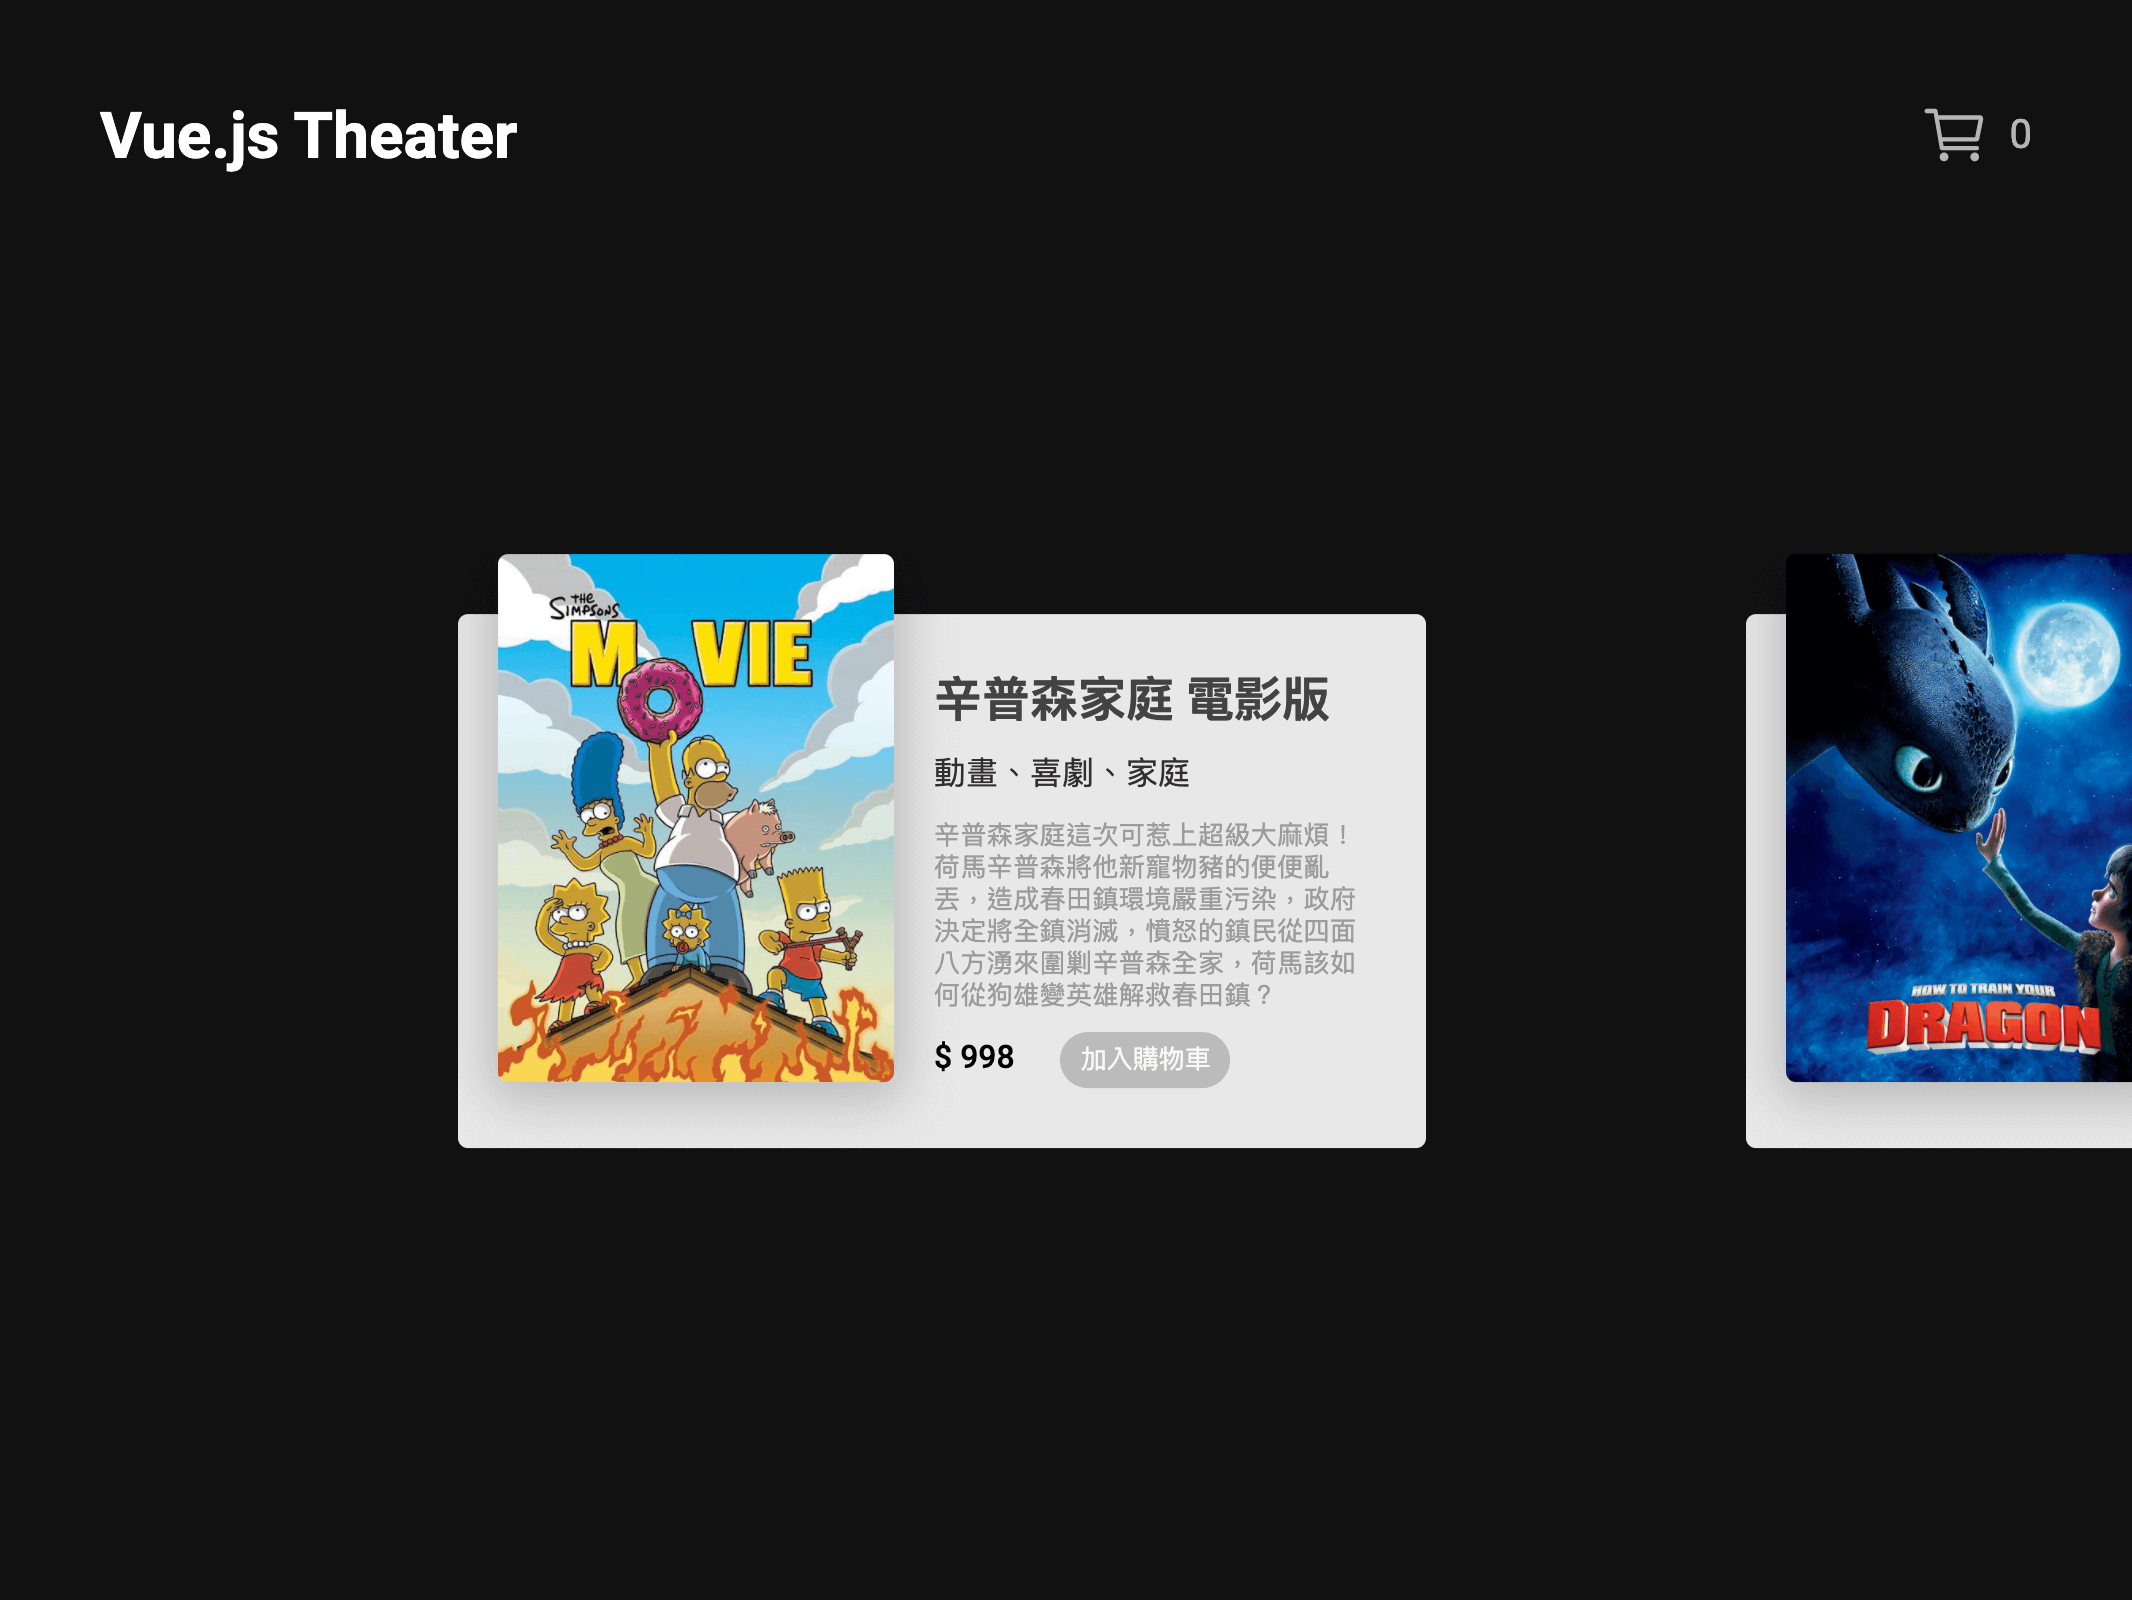 Vue.js Theater
0
THE
SIMPSONS
MOVIE
辛普森家庭 電影版
動畫、喜劇、家庭
辛普森家庭這次可惹上超級大麻煩！
荷馬辛普森將他新寵物豬的便便亂
丟，造成春田鎮環境嚴重污染，政府
決定將全鎮消滅，憤怒的鎮民從四面
八方湧來圍剿辛普森全家，荷馬該如
何從狗雄變英雄解救春田鎮？
$ 998
加入購物車
HOW TO TRAIN YOUR
DRAGON